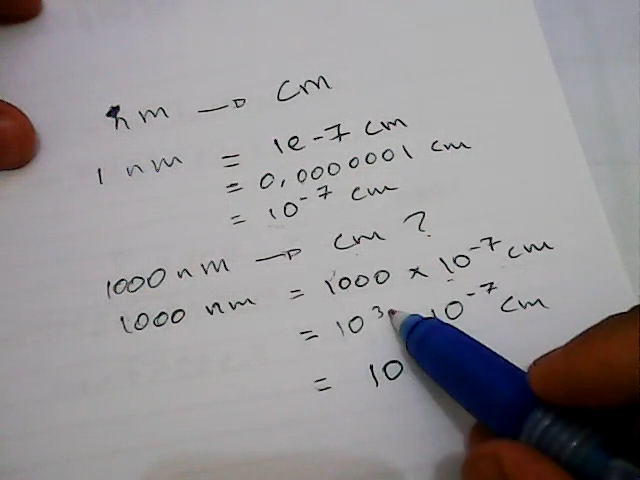 nm → cm
1 nm = 1e-7 cm
= 0,0000001 cm
= 10⁻⁷ cm
1000 nm → cm ?
1000 nm = 1000 × 10⁻⁷ cm
= 10³ 10⁻⁷ cm
= 10